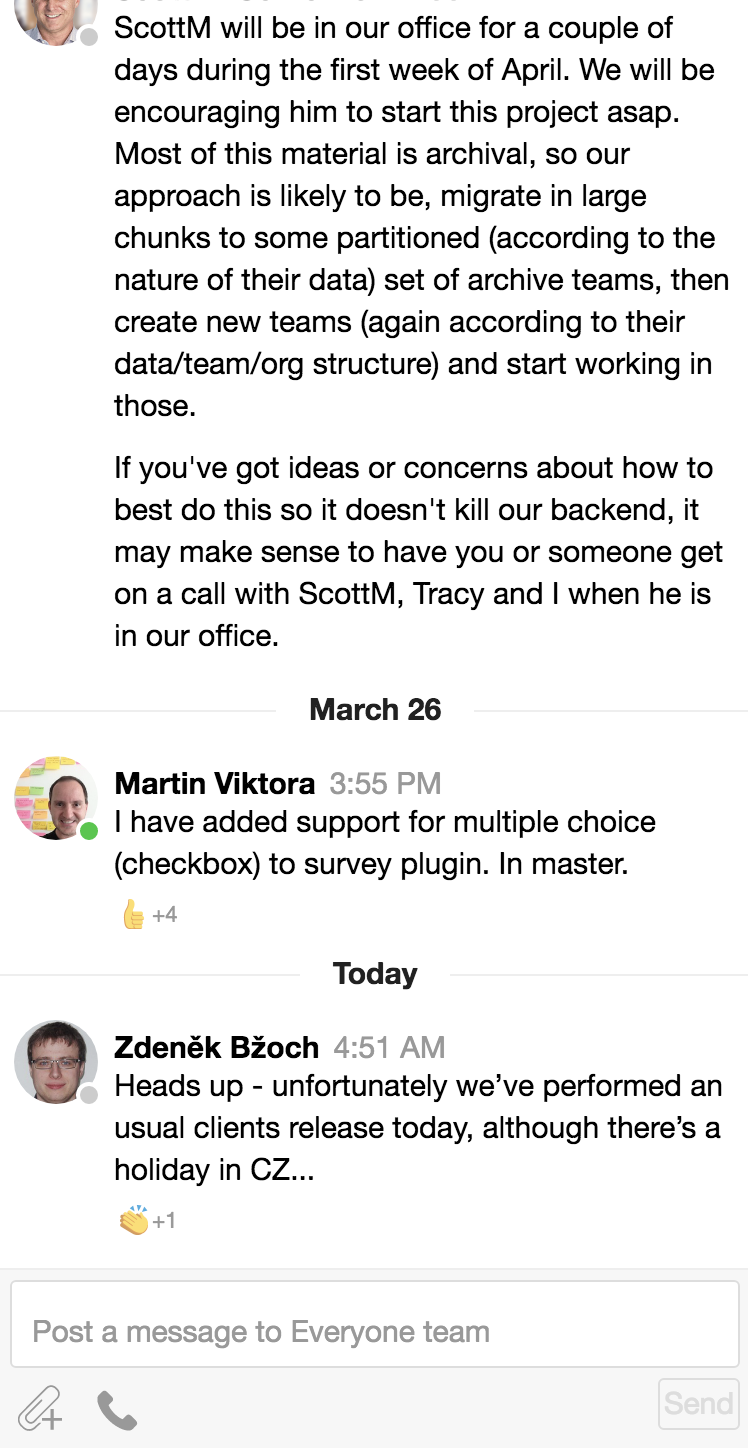 ScottM will be in our office for a couple of
days during the first week of April. We will be
encouraging him to start this project asap.
Most of this material is archival, so our
approach is likely to be, migrate in large
chunks to some partitioned (according to the
nature of their data) set of archive teams, then
create new teams (again according to their
data/team/org structure) and start working in
those.
If you've got ideas or concerns about how to
best do this so it doesn't kill our backend, it
may make sense to have you or someone get
on a call with ScottM, Tracy and I when he is
in our office.
March 26
Martin Viktora 3:55 PM
I have added support for multiple choice
(checkbox) to survey plugin. In master.
+4
Today
Zdeněk Bžoch 4:51 AM
Heads up - unfortunately we’ve performed an
usual clients release today, although there’s a
holiday in CZ...
+1
Post a message to Everyone team
Send